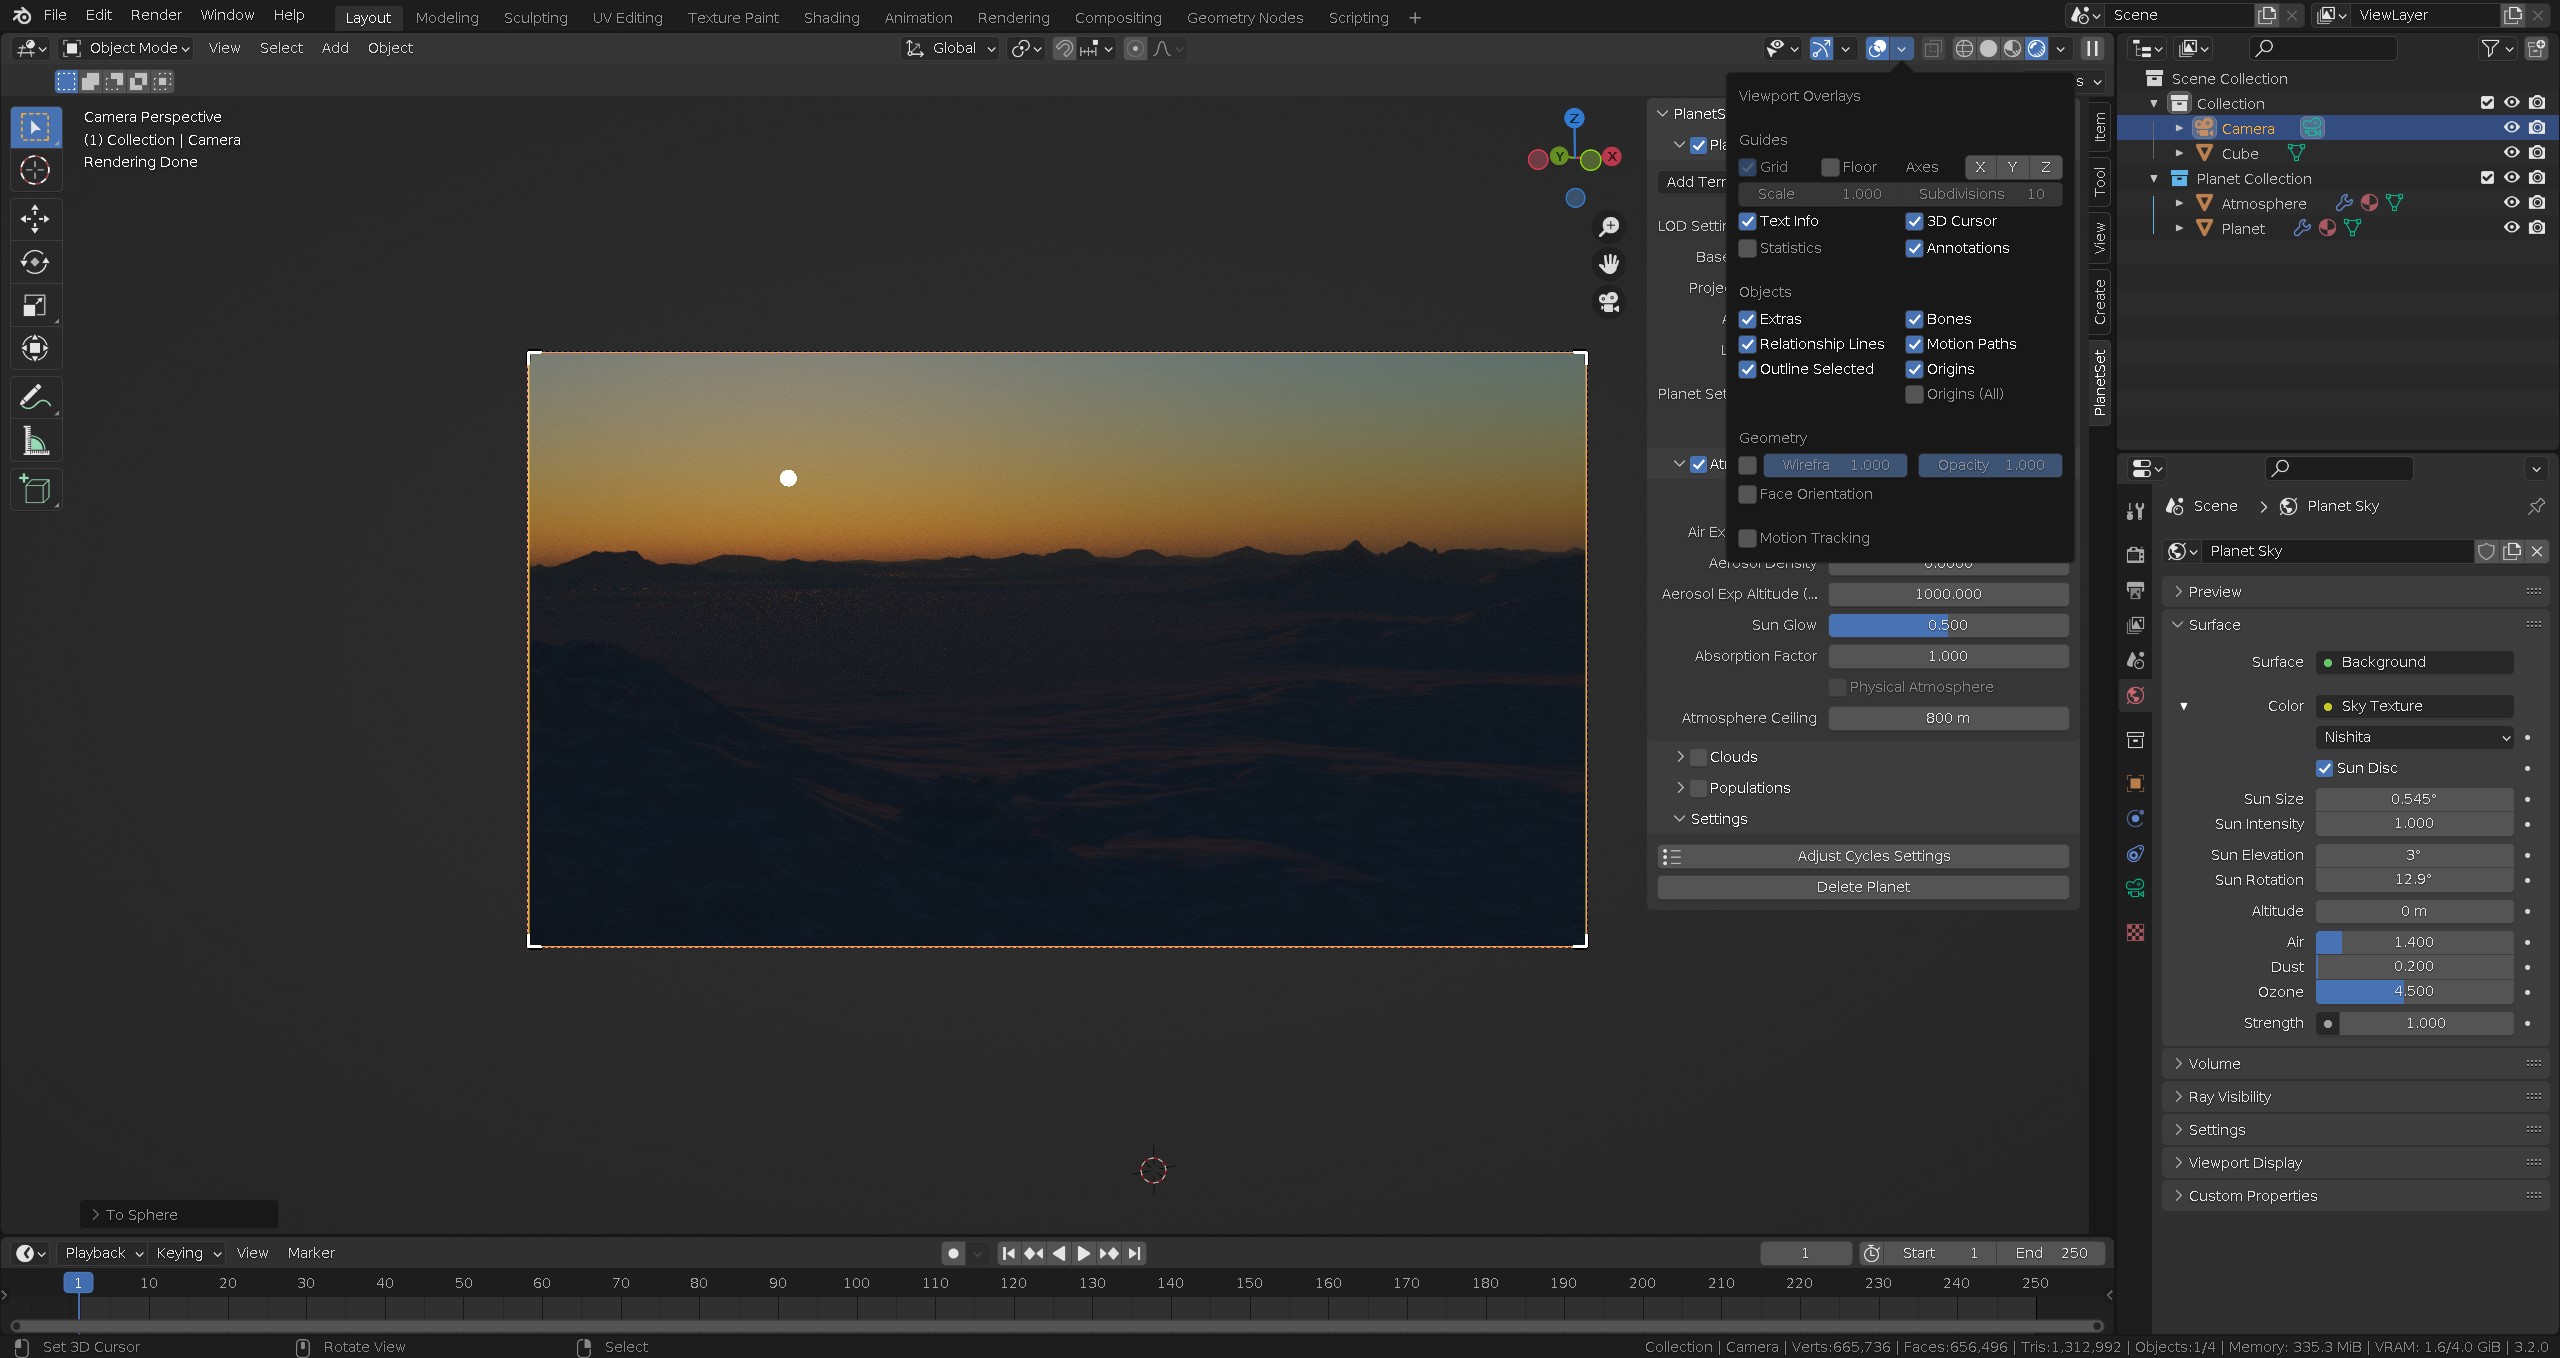 File Edit Render Window Help Layout Modeling Sculpting UV Editing Texture Paint Shading Animation Rendering Compositing Geometry Nodes Scripting Scene ViewLayer
Object Mode View Select Add Object Global
Camera Perspective
(1) Collection | Camera
Rendering Done
Z
Y
X
PlanetS
Add Terr
LOD Settin
Base
Proje
Planet Set
Air Ex
Viewport Overlays
Guides
Grid Floor Axes X Y Z
Scale 1.000 Subdivisions 10
Text Info 3D Cursor
Statistics Annotations
Objects
Extras Bones
Relationship Lines Motion Paths
Outline Selected Origins
Origins (All)
Geometry
Wirefra 1.000 Opacity 1.000
Face Orientation
Motion Tracking
Aerosol Density 0.0000
Aerosol Exp Altitude (... 1000.000
Sun Glow 0.500
Absorption Factor 1.000
Physical Atmosphere
Atmosphere Ceiling 800 m
Clouds
Populations
Settings
Adjust Cycles Settings
Delete Planet
Item
Tool
View
Create
PlanetSet
Scene Collection
Collection
Camera
Cube
Planet Collection
Atmosphere
Planet
Scene > Planet Sky
Planet Sky
Preview
Surface
Surface Background
Color Sky Texture
Nishita
Sun Disc
Sun Size 0.545°
Sun Intensity 1.000
Sun Elevation 3°
Sun Rotation 12.9°
Altitude 0 m
Air 1.400
Dust 0.200
Ozone 4.500
Strength 1.000
Volume
Ray Visibility
Settings
Viewport Display
Custom Properties
To Sphere
Playback Keying View Marker 1 Start 1 End 250
1 10 20 30 40 50 60 70 80 90 100 110 120 130 140 150 160 170 180 190 200 210 220 230 240 250
Set 3D Cursor Rotate View Select Collection | Camera | Verts:665,736 | Faces:656,496 | Tris:1,312,992 | Objects:1/4 | Memory: 335.3 MiB | VRAM: 1.6/4.0 GiB | 3.2.0